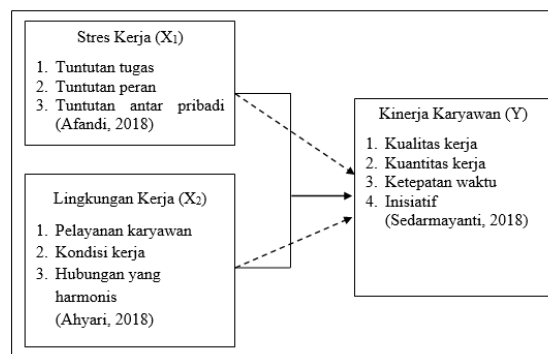 Stres Kerja (X₁)
1. Tuntutan tugas
2. Tuntutan peran
3. Tuntutan antar pribadi
(Afandi, 2018)
Lingkungan Kerja (X₂)
1. Pelayanan karyawan
2. Kondisi kerja
3. Hubungan yang
harmonis
(Ahyari, 2018)
Kinerja Karyawan (Y)
1. Kualitas kerja
2. Kuantitas kerja
3. Ketepatan waktu
4. Inisiatif
(Sedarmayanti, 2018)